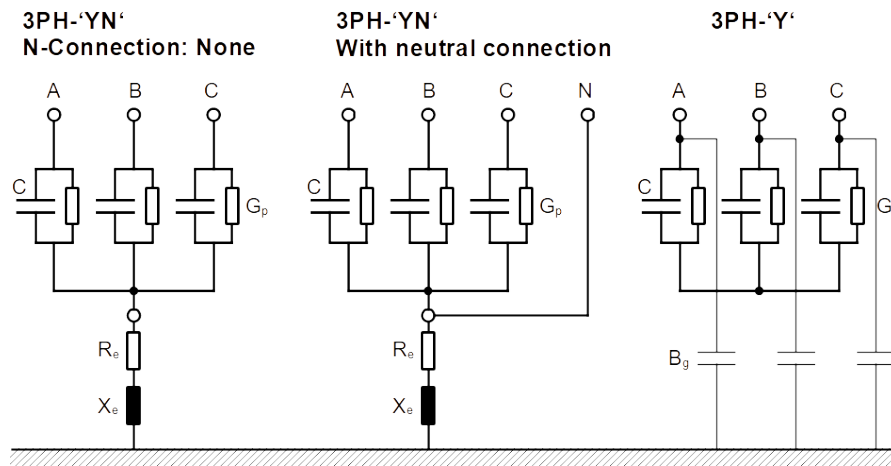 3PH-‘YN‘
N-Connection: None
A B C
C
Gp
Re
Xe
3PH-‘YN‘
With neutral connection
A B C N
C
Gp
Re
Xe
3PH-‘Y‘
A B C
C
G
Bg